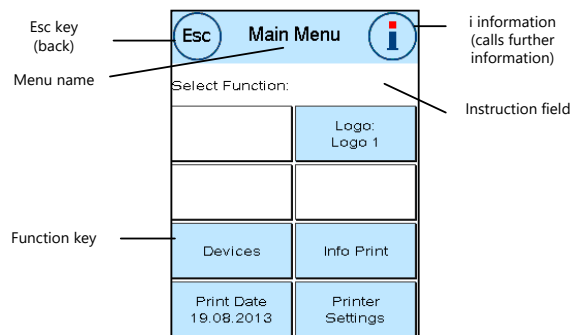 Esc key
(back)
Menu name
Function key
Esc
Main Menu
i
Select Function:
Logo:
Logo 1
Devices
Info Print
Print Date
19.08.2013
Printer
Settings
i information
(calls further
information)
Instruction field